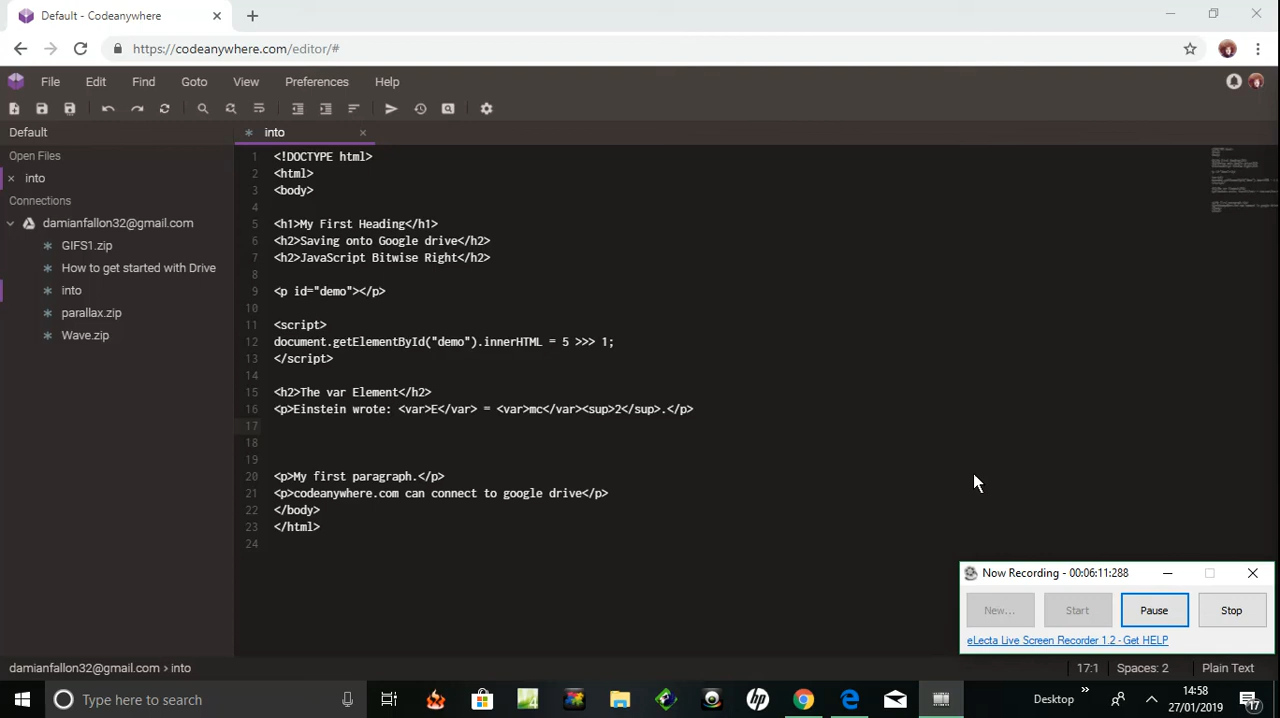 Default - Codeanywhere
https://codeanywhere.com/editor/#
File Edit Find Goto View Preferences Help
Default
into
Open Files
into
Connections
damianfallon32@gmail.com
GIFS1.zip
How to get started with Drive
into
parallax.zip
Wave.zip
1 <!DOCTYPE html>
2 <html>
3 <body>
4
5 <h1>My First Heading</h1>
6 <h2>Saving onto Google drive</h2>
7 <h2>JavaScript Bitwise Right</h2>
8
9 <p id="demo"></p>
10
11 <script>
12 document.getElementById("demo").innerHTML = 5 >>> 1;
13 </script>
14
15 <h2>The var Element</h2>
16 <p>Einstein wrote: <var>E</var> = <var>mc</var><sup>2</sup>.</p>
17
18
19
20 <p>My first paragraph.</p>
21 <p>codeanywhere.com can connect to google drive</p>
22 </body>
23 </html>
24
Now Recording - 00:06:11:288
New... Start Pause Stop
eLecta Live Screen Recorder 1.2 - Get HELP
damianfallon32@gmail.com > into
17:1 Spaces: 2 Plain Text
Type here to search
Desktop
4:58
27/01/2019
17